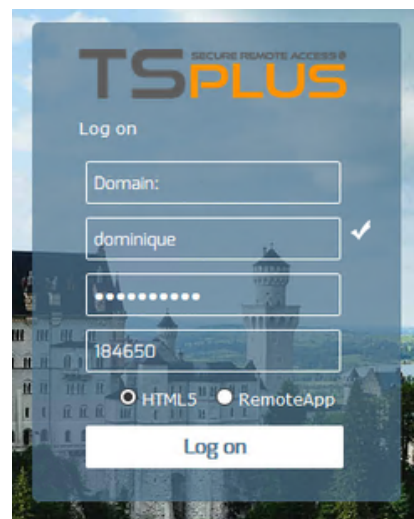 SECURE REMOTE ACCESS
TSPLUS
Log on
Domain:
dominique
••••••••••
184650
HTML5 RemoteApp
Log on